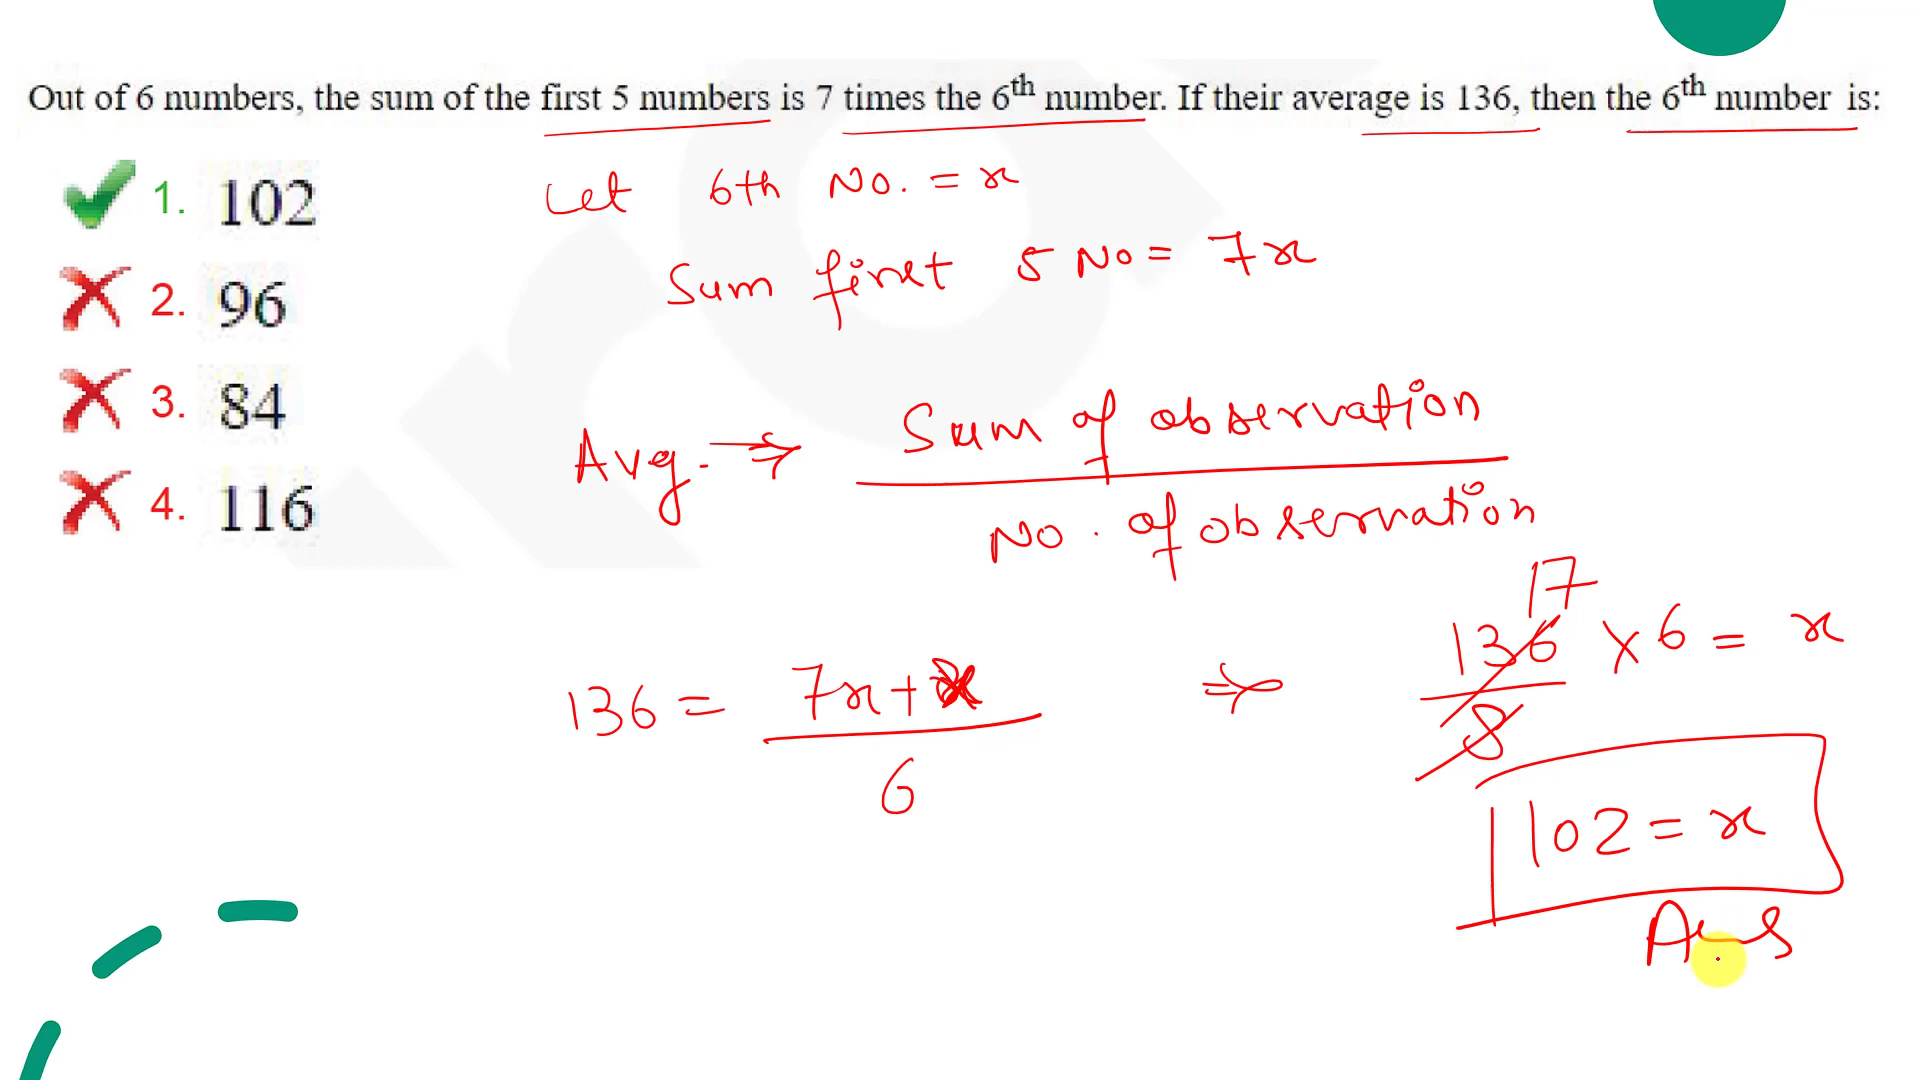 Out of 6 numbers, the sum of the first 5 numbers is 7 times the 6th number. If their average is 136, then the 6th number is:
1. 102
2. 96
3. 84
4. 116
Let 6th No. = x
Sum first 5 No = 7x
Avg. ⇒ Sum of observation
No. of observation
136 = 7x + x
6
⇒ 17
136 × 6 = x
8
102 = x
Ans